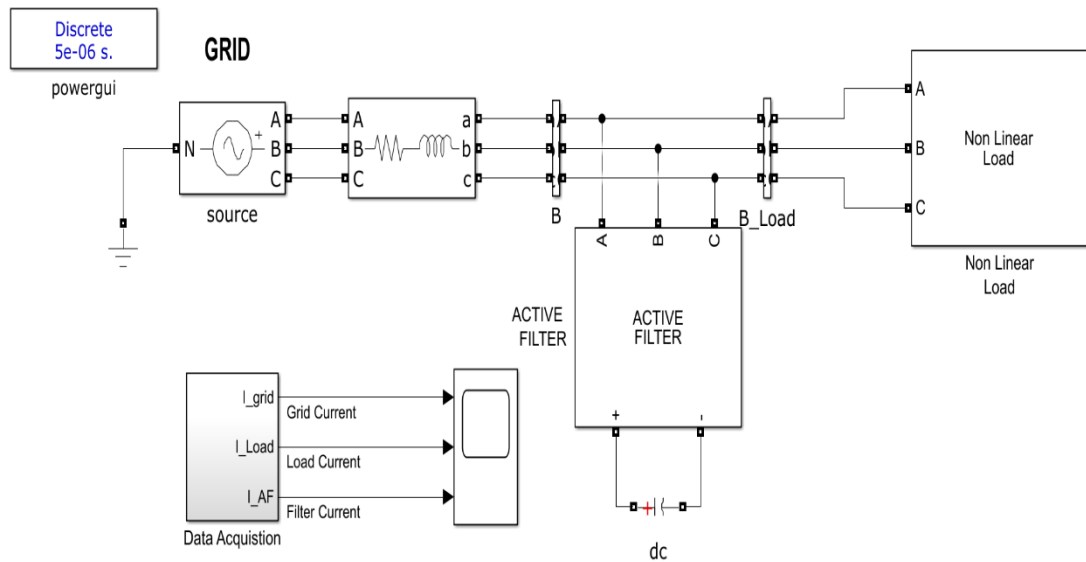 Discrete
5e-06 s.
powergui
GRID
N
A
B
C
source
A
B
C
a
b
c
B
B_Load
A
B
C
Non Linear
Load
Non Linear
Load
A
B
C
ACTIVE
FILTER
ACTIVE
FILTER
+
-
dc
I_grid
Grid Current
I_Load
Load Current
I_AF
Filter Current
Data Acquistion